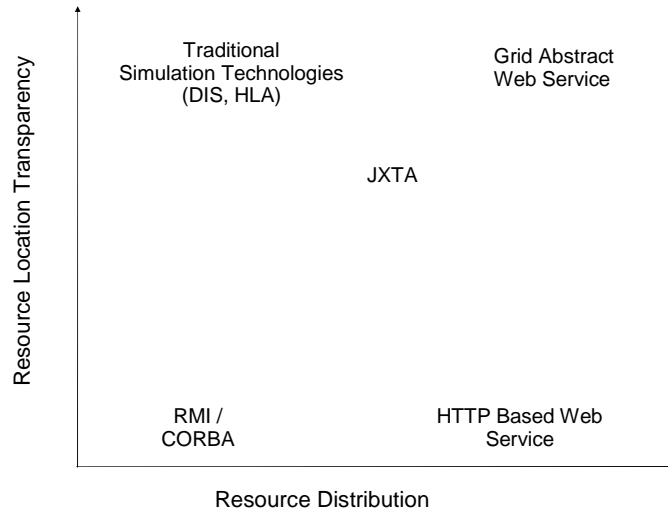 Traditional
Simulation Technologies
(DIS, HLA)
Grid Abstract
Web Service
JXTA
Resource Location Transparency
RMI /
CORBA
HTTP Based Web
Service
Resource Distribution